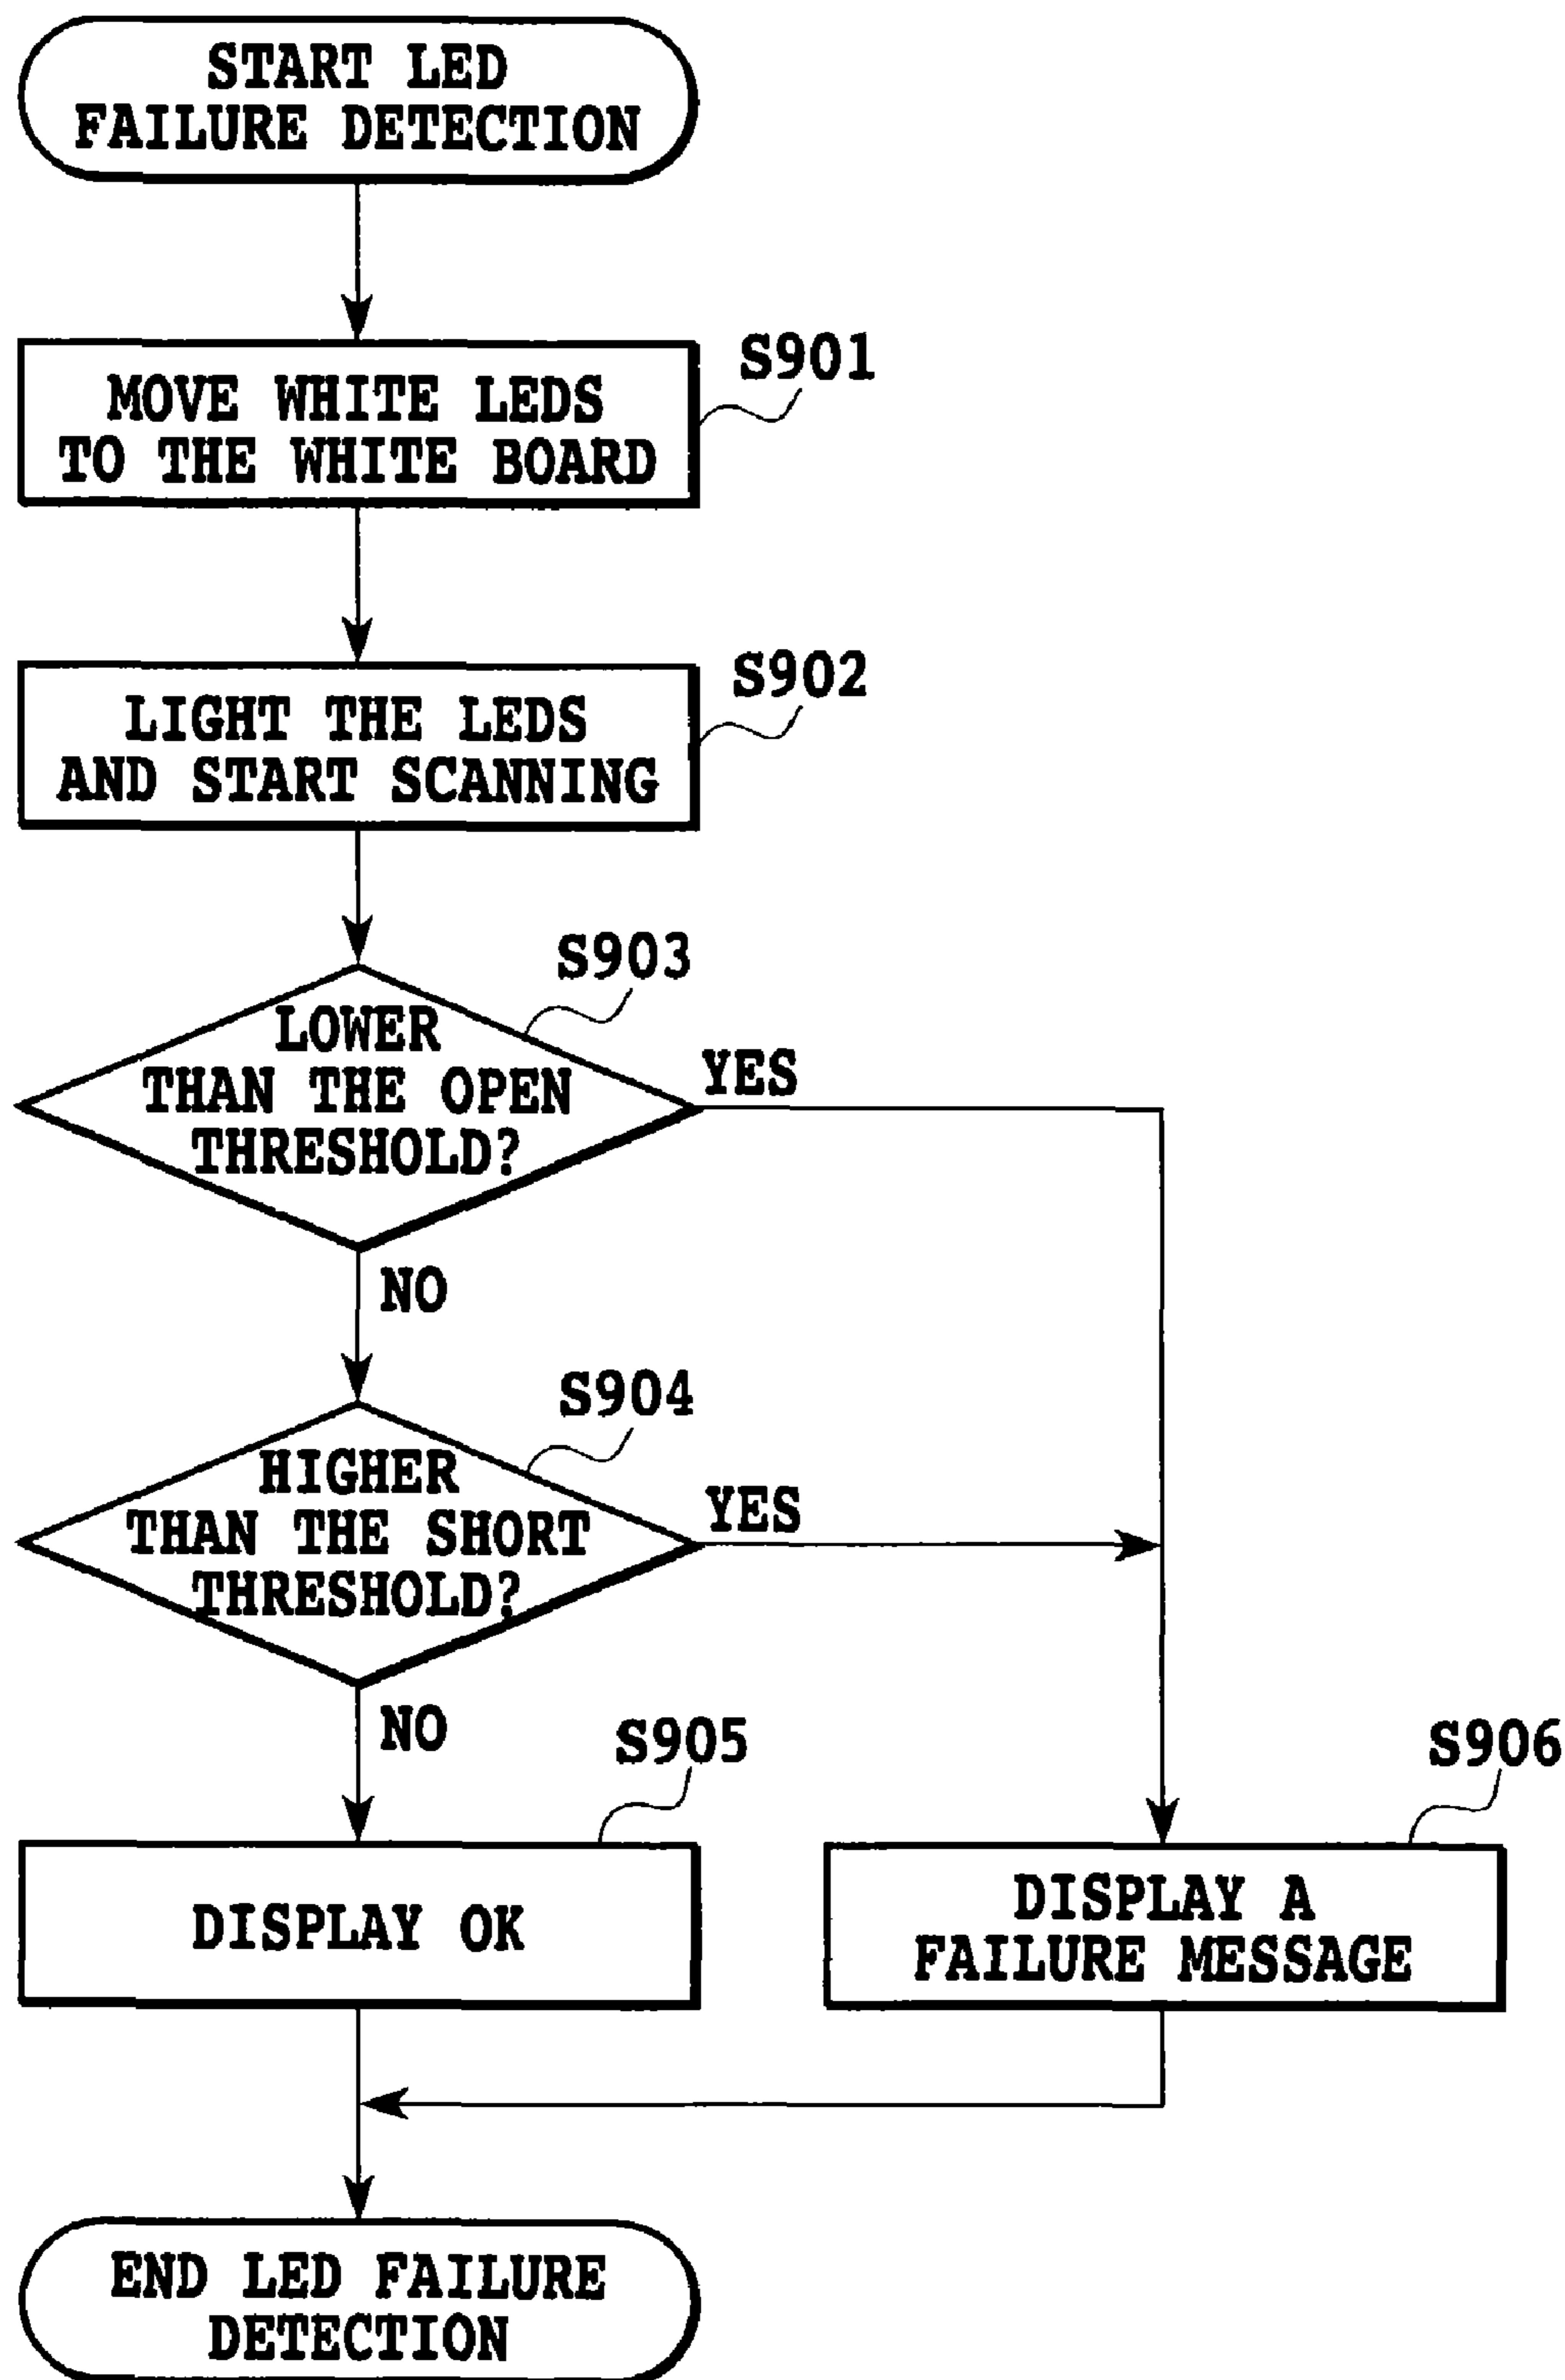 START LED
FAILURE DETECTION
S901
MOVE WHITE LEDS
TO THE WHITE BOARD
S902
LIGHT THE LEDS
AND START SCANNING
S903
LOWER
THAN THE OPEN
THRESHOLD?
YES
NO
S904
HIGHER
THAN THE SHORT
THRESHOLD?
YES
NO
S905
DISPLAY OK
S906
DISPLAY A
FAILURE MESSAGE
END LED FAILURE
DETECTION